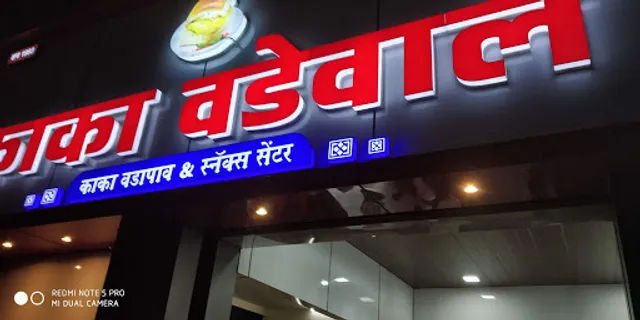 काका वडेवाले
काका वडापाव & स्नॅक्स सेंटर
REDMI NOTE 5 PRO
MI DUAL CAMERA